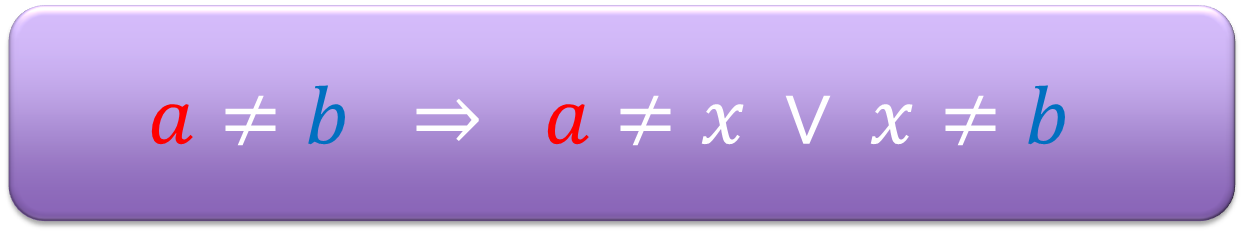 a ≠ b ⇒ a ≠ x ∨ x ≠ b